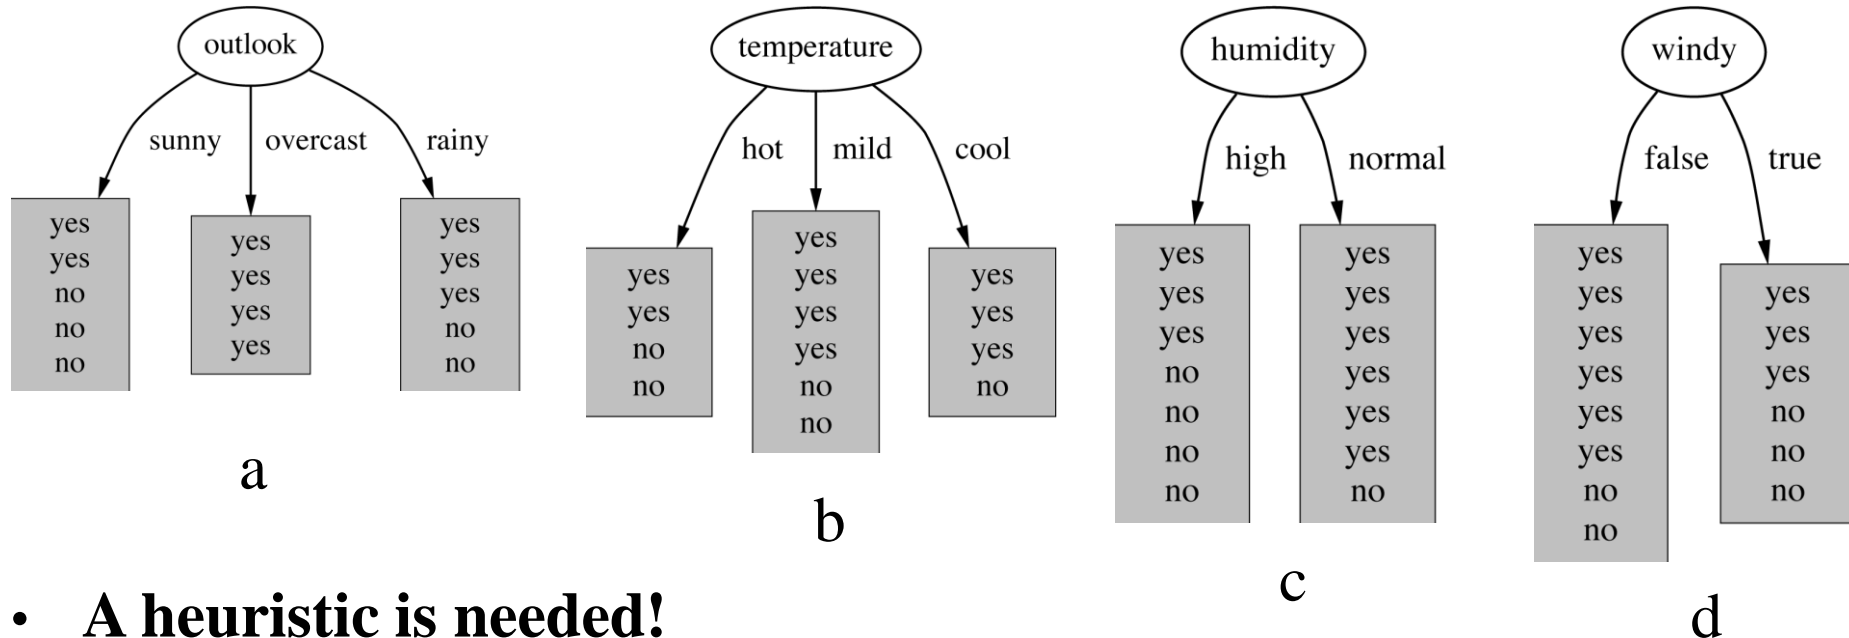 outlook
sunny
overcast
rainy
yes
yes
no
no
no
yes
yes
yes
yes
yes
yes
yes
no
no
a
temperature
hot
mild
cool
yes
yes
no
no
yes
yes
yes
yes
no
no
yes
yes
yes
no
b
humidity
high
normal
yes
yes
yes
no
no
no
no
yes
yes
yes
yes
yes
yes
no
c
windy
false
true
yes
yes
yes
yes
yes
yes
no
no
yes
yes
yes
no
no
no
d
• A heuristic is needed!